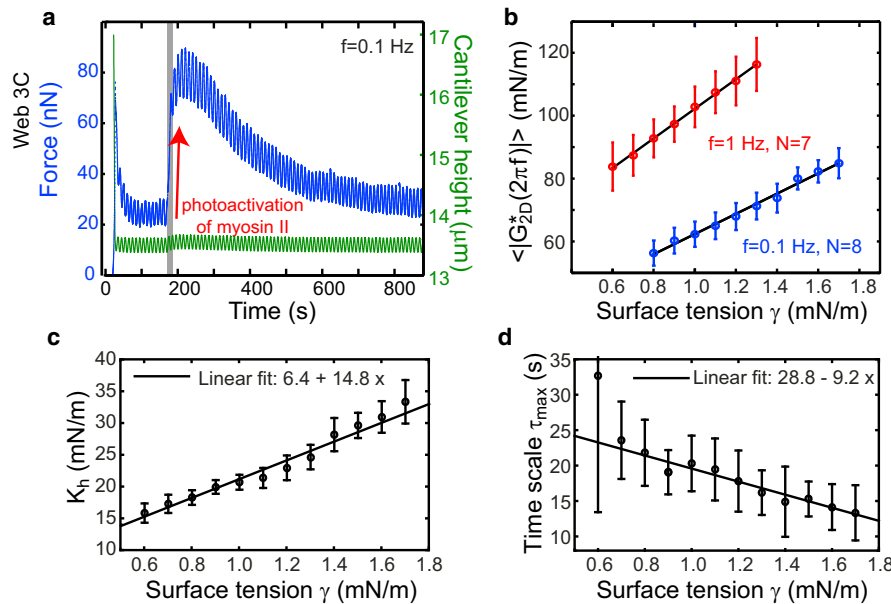 a
f=0.1 Hz
Web 3C
Force (nN)
80
60
40
20
0
photoactivation
of myosin II
17
16
15
14
13
Cantilever height (μm)
0 200 400 600 800
Time (s)
b
<|G*2D(2πf)|> (mN/m)
120
100
80
60
f=1 Hz, N=7
f=0.1 Hz, N=8
0.6 0.8 1.0 1.2 1.4 1.6 1.8
Surface tension γ (mN/m)
c
Kh (mN/m)
40
35
30
25
20
15
10
Linear fit: 6.4 + 14.8 x
0.6 0.8 1.0 1.2 1.4 1.6 1.8
Surface tension γ (mN/m)
d
Time scale τmax (s)
35
30
25
20
15
10
Linear fit: 28.8 - 9.2 x
0.6 0.8 1.0 1.2 1.4 1.6 1.8
Surface tension γ (mN/m)